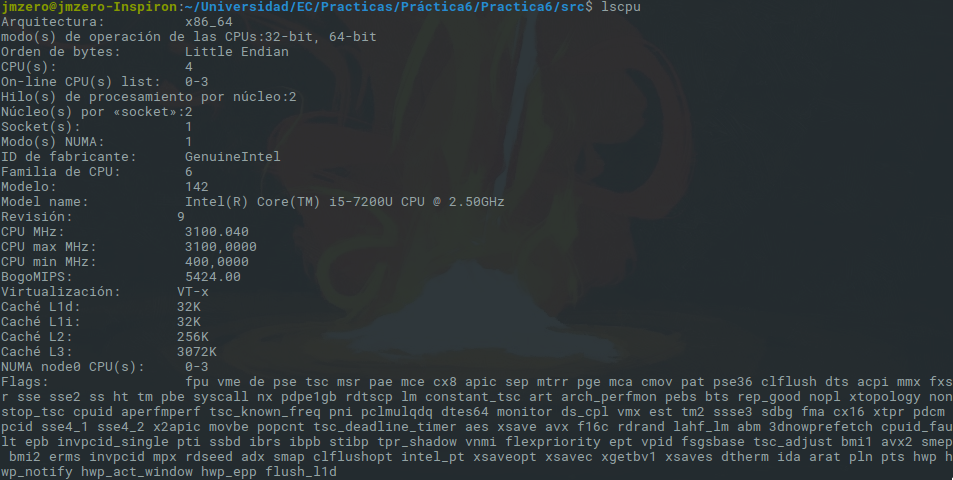 jmzero@jmzero-Inspiron:~/Universidad/EC/Practicas/Práctica6/Practica6/src$ lscpu
Arquitectura: x86_64
modo(s) de operación de las CPUs:32-bit, 64-bit
Orden de bytes: Little Endian
CPU(s): 4
On-line CPU(s) list: 0-3
Hilo(s) de procesamiento por núcleo:2
Núcleo(s) por «socket»:2
Socket(s): 1
Modo(s) NUMA: 1
ID de fabricante: GenuineIntel
Familia de CPU: 6
Modelo: 142
Model name: Intel(R) Core(TM) i5-7200U CPU @ 2.50GHz
Revisión: 9
CPU MHz: 3100.040
CPU max MHz: 3100,0000
CPU min MHz: 400,0000
BogoMIPS: 5424.00
Virtualización: VT-x
Caché L1d: 32K
Caché L1i: 32K
Caché L2: 256K
Caché L3: 3072K
NUMA node0 CPU(s): 0-3
Flags: fpu vme de pse tsc msr pae mce cx8 apic sep mtrr pge mca cmov pat pse36 clflush dts acpi mmx fxs
r sse sse2 ss ht tm pbe syscall nx pdpe1gb rdtscp lm constant_tsc art arch_perfmon pebs bts rep_good nopl xtopology non
stop_tsc cpuid aperfmperf tsc_known_freq pni pclmulqdq dtes64 monitor ds_cpl vmx est tm2 ssse3 sdbg fma cx16 xtpr pdcm
pcid sse4_1 sse4_2 x2apic movbe popcnt tsc_deadline_timer aes xsave avx f16c rdrand lahf_lm abm 3dnowprefetch cpuid_fau
lt epb invpcid_single pti ssbd ibrs ibpb stibp tpr_shadow vnmi flexpriority ept vpid fsgsbase tsc_adjust bmi1 avx2 smep
bmi2 erms invpcid mpx rdseed adx smap clflushopt intel_pt xsaveopt xsavec xgetbv1 xsaves dtherm ida arat pln pts hwp h
wp_notify hwp_act_window hwp_epp flush_l1d